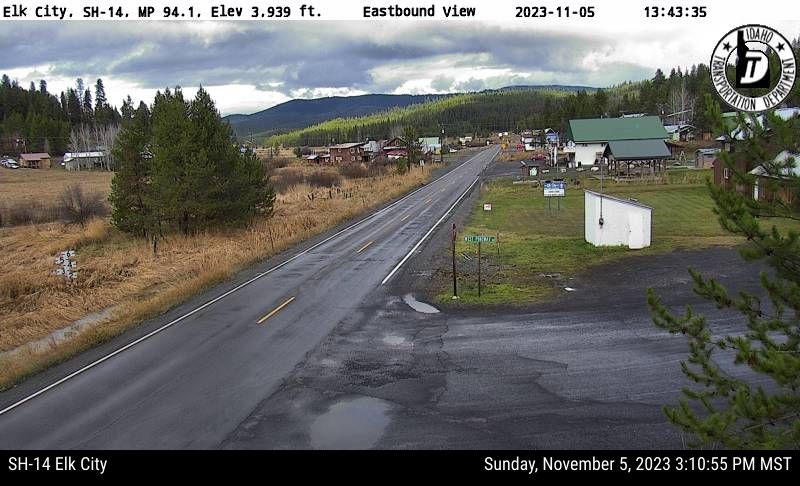 Elk City, SH-14, MP 94.1, Elev 3,939 ft. Eastbound View 2023-11-05 13:43:35
IDAHO
TRANSPORTATION DEPARTMENT
SH-14 Elk City Sunday, November 5, 2023 3:10:55 PM MST